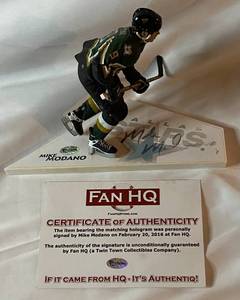 MIKE MODANO
FAN HQ
CERTIFICATE OF AUTHENTICITY
The item bearing the matching hologram was personally
signed by Mike Modano on February 20, 2016 at Fan HQ.
The authenticity of the signature is unconditionally guaranteed
by Fan HQ (a Twin Town Collectibles Company).
IF IT CAME FROM HQ - IT'S AUTHENTIQ!